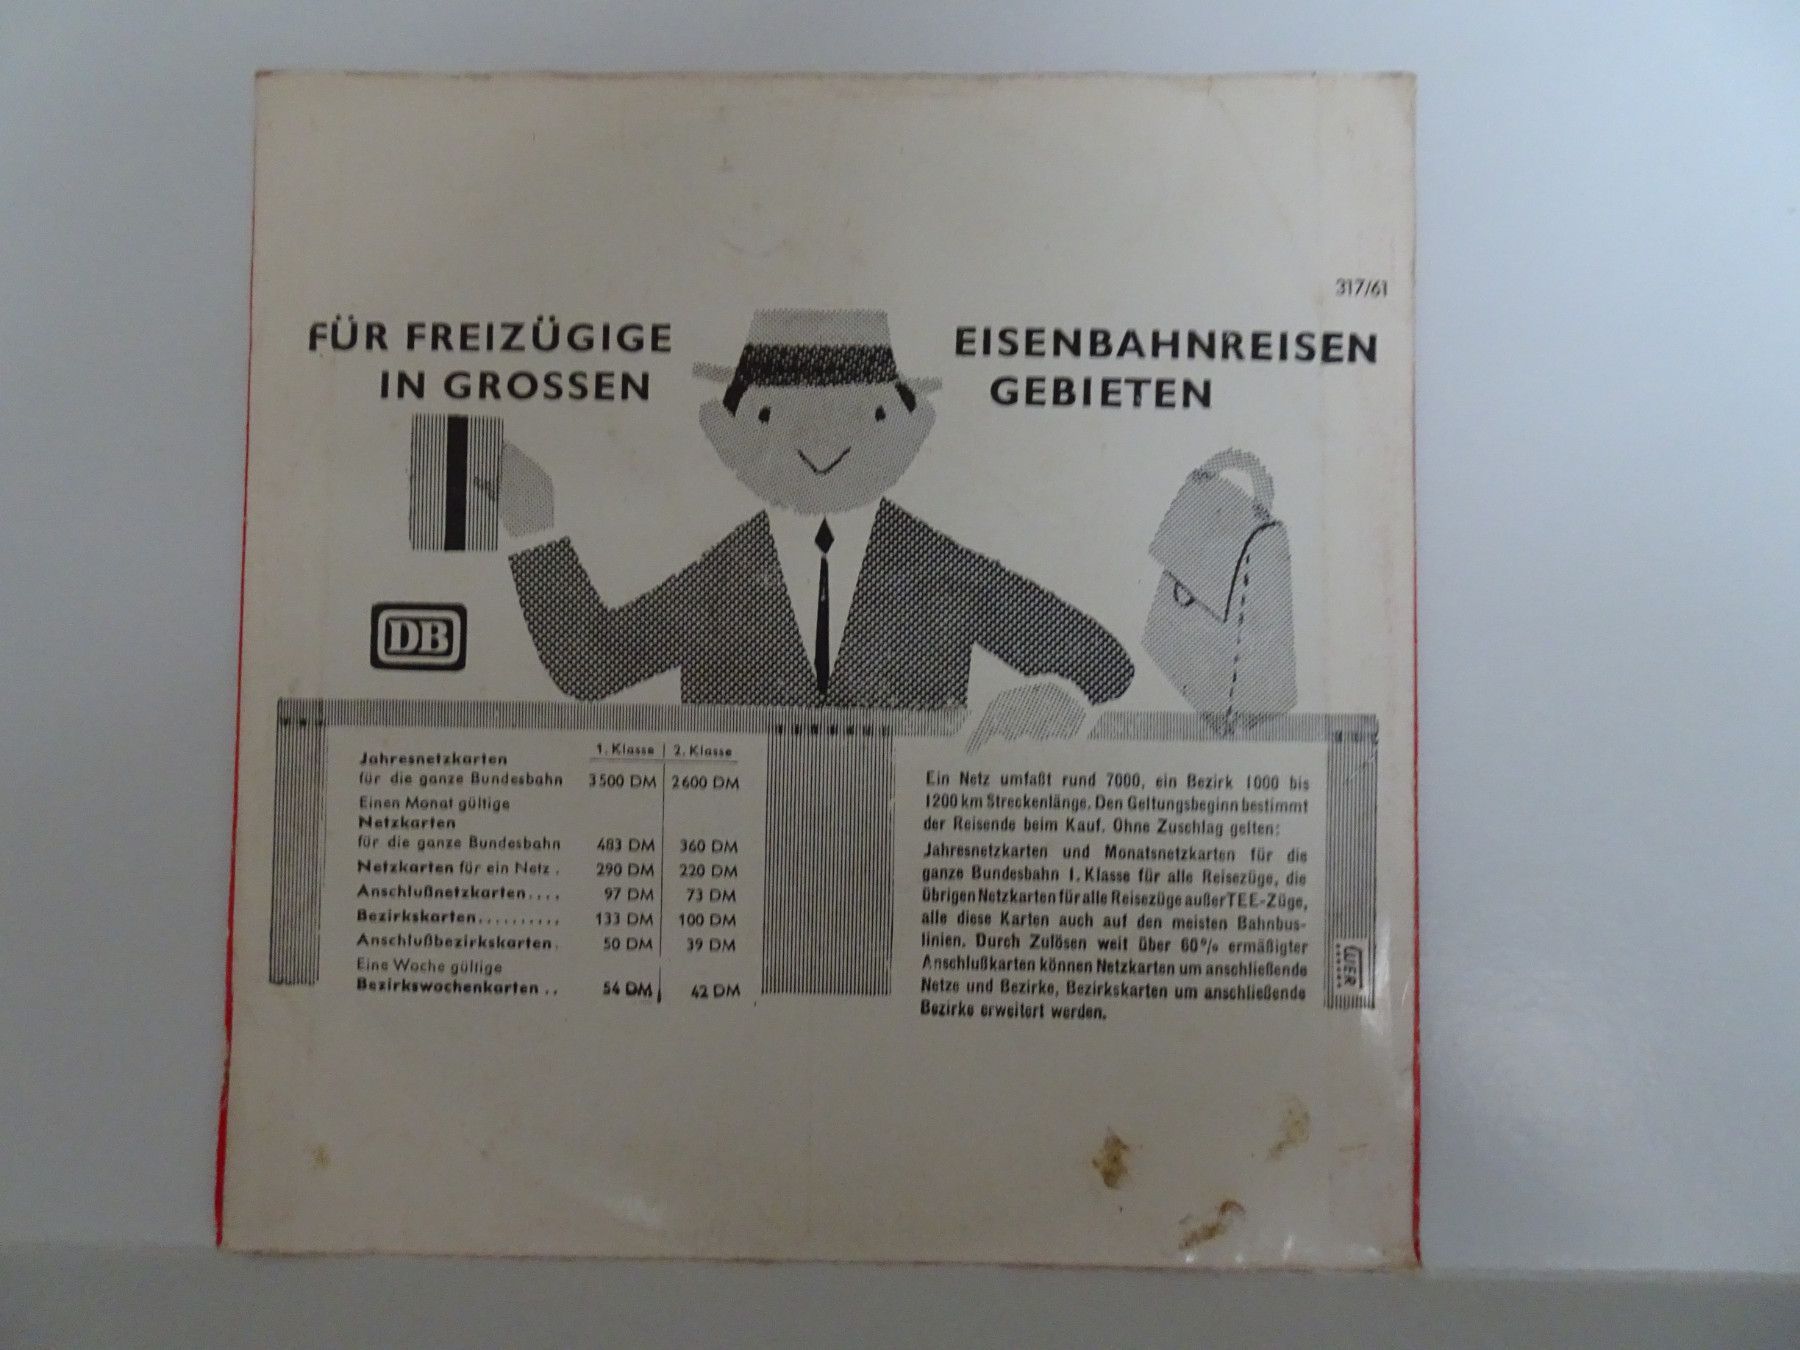 317/61
FÜR FREIZÜGIGE EISENBAHNREISEN
IN GROSSEN GEBIETEN
DB
1. Klasse | 2. Klasse
Jahresnetzkarten
für die ganze Bundesbahn 3500 DM 2600 DM
Einen Monat gültige
Netzkarten
für die ganze Bundesbahn 483 DM 360 DM
Netzkarten für ein Netz . 290 DM 220 DM
Anschlußnetzkarten .... 97 DM 73 DM
Bezirkskarten .......... 133 DM 100 DM
Anschlußbezirkskarten . 50 DM 39 DM
Eine Woche gültige
Bezirkswochenkarten .. 54 DM 42 DM
Ein Netz umfaßt rund 7000, ein Bezirk 1000 bis
1200 km Streckenlänge. Den Geltungsbeginn bestimmt
der Reisende beim Kauf. Ohne Zuschlag gelten:
Jahresnetzkarten und Monatsnetzkarten für die
ganze Bundesbahn 1. Klasse für alle Reisezüge, die
übrigen Netzkarten für alle Reisezüge außer TEE-Züge,
alle diese Karten auch auf den meisten Bahnbus-
linien. Durch Zulösen weit über 60% ermäßigter
Anschlußkarten können Netzkarten um anschließende
Netze und Bezirke, Bezirkskarten um anschließende
Bezirke erweitert werden.